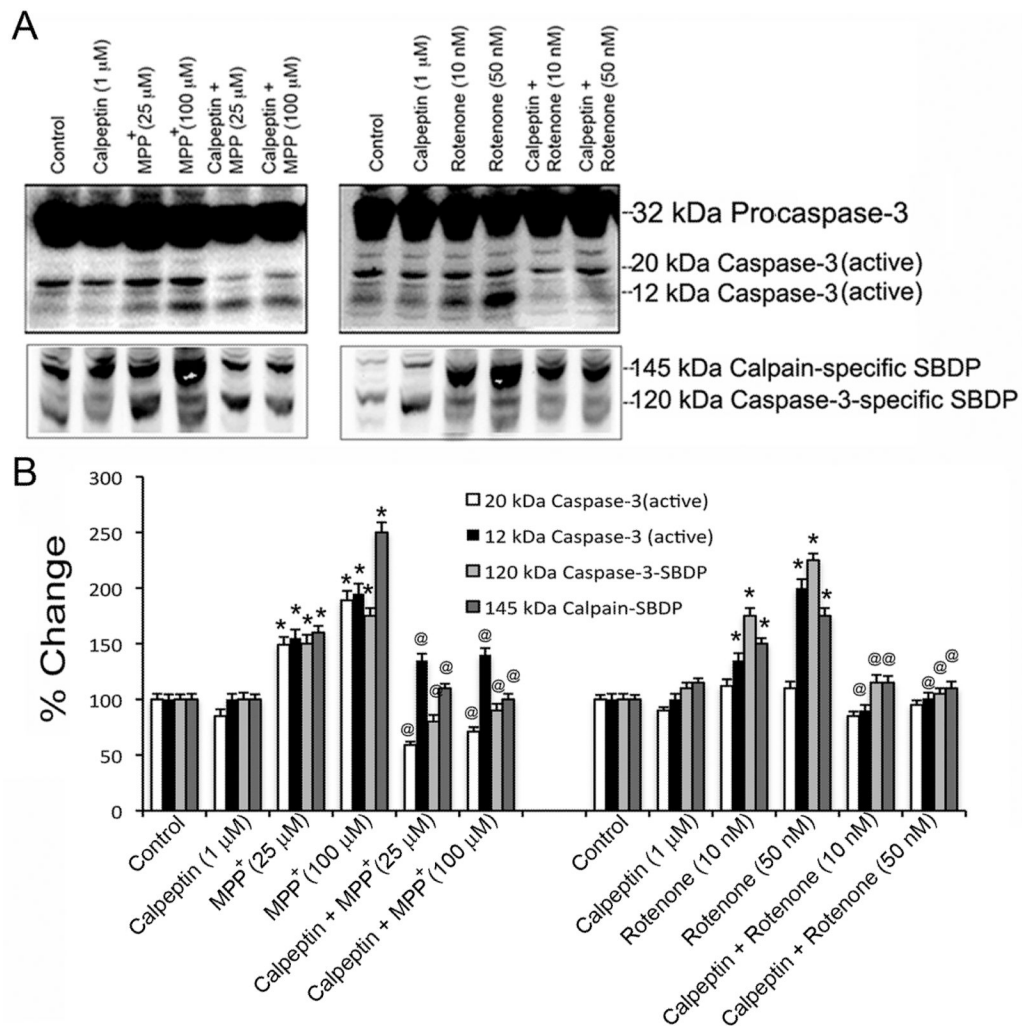 A
Control
Calpeptin (1 µM)
MPP+ (25 µM)
MPP+ (100 µM)
Calpeptin +
MPP (25 µM)
Calpeptin +
MPP (100 µM)
Control
Calpeptin (1 µM)
Rotenone (10 nM)
Rotenone (50 nM)
Calpeptin +
Rotenone (10 nM)
Calpeptin +
Rotenone (50 nM)
--32 kDa Procaspase-3
--20 kDa Caspase-3(active)
--12 kDa Caspase-3(active)
--145 kDa Calpain-specific SBDP
--120 kDa Caspase-3-specific SBDP
B
% Change
300
250
200
150
100
50
0
20 kDa Caspase-3(active)
12 kDa Caspase-3 (active)
120 kDa Caspase-3-SBDP
145 kDa Calpain-SBDP
* * * *
* * * *
@ @ @ @
@ @ @ @
* * *
* * *
@ @ @
@ @ @
Control
Calpeptin (1 µM)
MPP+ (25 µM)
MPP+ (100 µM)
Calpeptin + MPP+ (25 µM)
Calpeptin + MPP+ (100 µM)
Control
Calpeptin (1 µM)
Rotenone (10 nM)
Rotenone (50 nM)
Calpeptin + Rotenone (10 nM)
Calpeptin + Rotenone (50 nM)